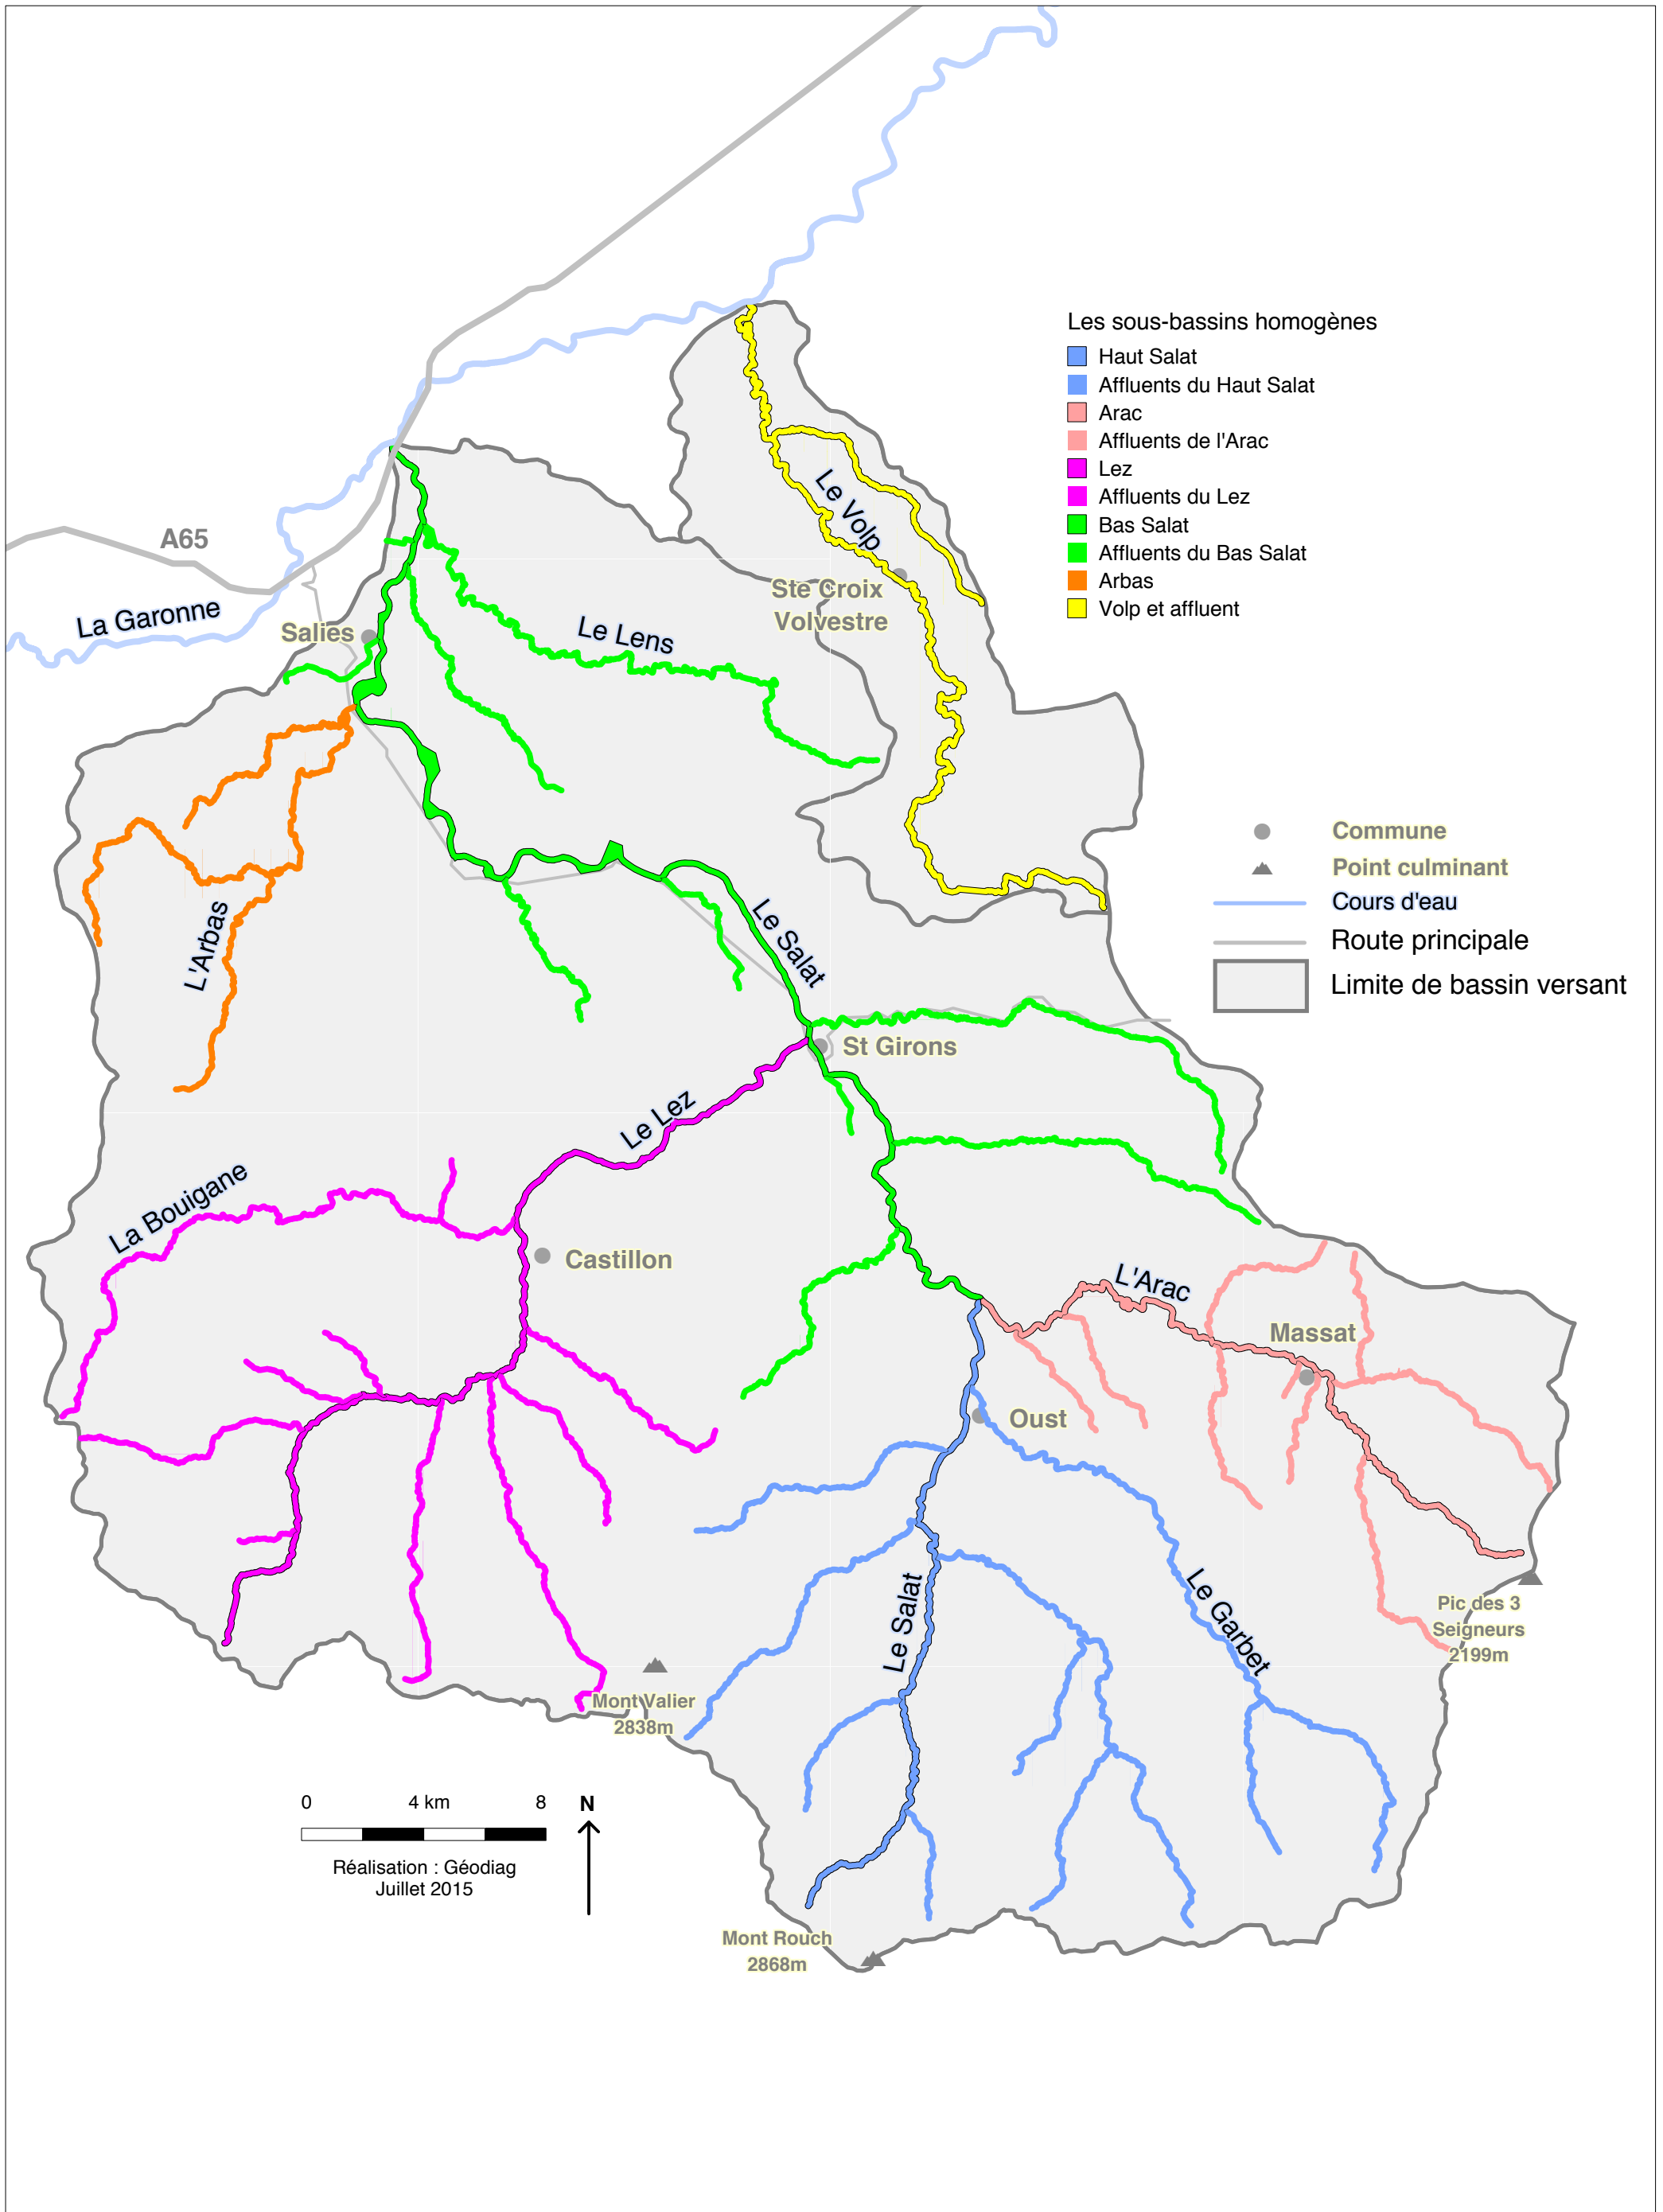 Les sous-bassins homogènes
Haut Salat
Affluents du Haut Salat
Arac
Affluents de l'Arac
Lez
Affluents du Lez
Bas Salat
Affluents du Bas Salat
Arbas
Volp et affluent
Le Volp
A65
La Garonne
Ste Croix
Volvestre
Salies
Le Lens
Commune
Point culminant
Cours d'eau
Route principale
Limite de bassin versant
L'Arbas
Le Salat
St Girons
Le Lez
La Bouigane
Castillon
L'Arac
Massat
Oust
Le Salat
Le Garbet
Pic des 3
Seigneurs
2199m
Mont Valier
2838m
0 4 km 8
N
Réalisation : Géodiag
Juillet 2015
Mont Rouch
2868m